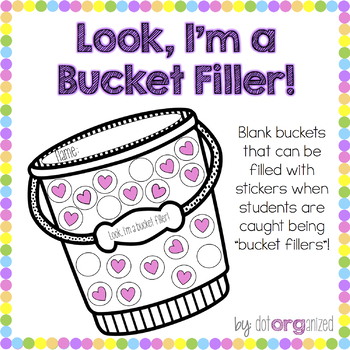 Look, I'm a
Bucket Filler!
Name:
Look, I'm a bucket filler!
Blank buckets
that can be
filled with
stickers when
students are
caught being
"bucket fillers"!
by: dotORGanized